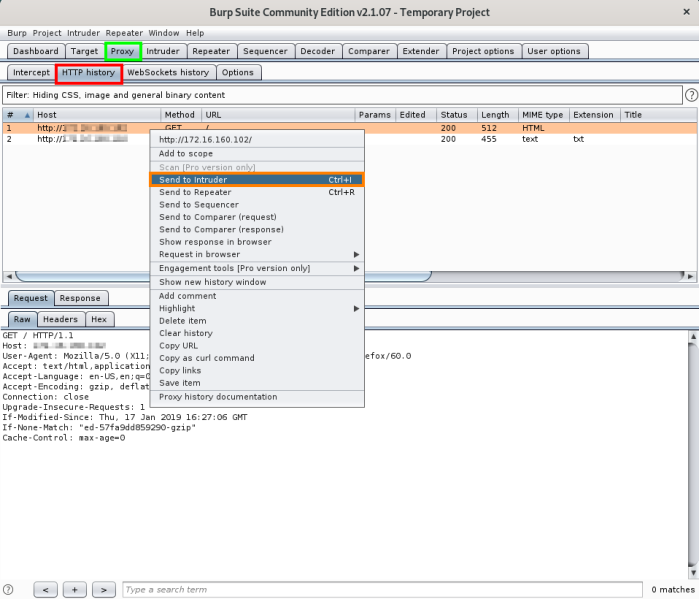 Burp Suite Community Edition v2.1.07 - Temporary Project
×
Burp Project Intruder Repeater Window Help
Dashboard Target Proxy Intruder Repeater Sequencer Decoder Comparer Extender Project options User options
Intercept HTTP history WebSockets history Options
Filter: Hiding CSS, image and general binary content
?
# Host Method URL Params Edited Status Length MIME type Extension Title
1 http:// GET / 200 512 HTML
2 http:// 200 455 text txt
http://172.16.160.102/
Add to scope
Scan [Pro version only]
Send to Intruder Ctrl+I
Send to Repeater Ctrl+R
Send to Sequencer
Send to Comparer (request)
Send to Comparer (response)
Show response in browser
Request in browser
Engagement tools [Pro version only]
Show new history window
Add comment
Highlight
Delete item
Clear history
Copy URL
Copy as curl command
Copy links
Save item
Proxy history documentation
Request Response
Raw Headers Hex
GET / HTTP/1.1
Host:
User-Agent: Mozilla/5.0 (X11; efox/60.0
Accept: text/html,application
Accept-Language: en-US,en;q=0
Accept-Encoding: gzip, deflat
Connection: close
Upgrade-Insecure-Requests: 1
If-Modified-Since: Thu, 17 Jan 2019 16:27:06 GMT
If-None-Match: "ed-57fa9dd859290-gzip"
Cache-Control: max-age=0
? < + > Type a search term 0 matches